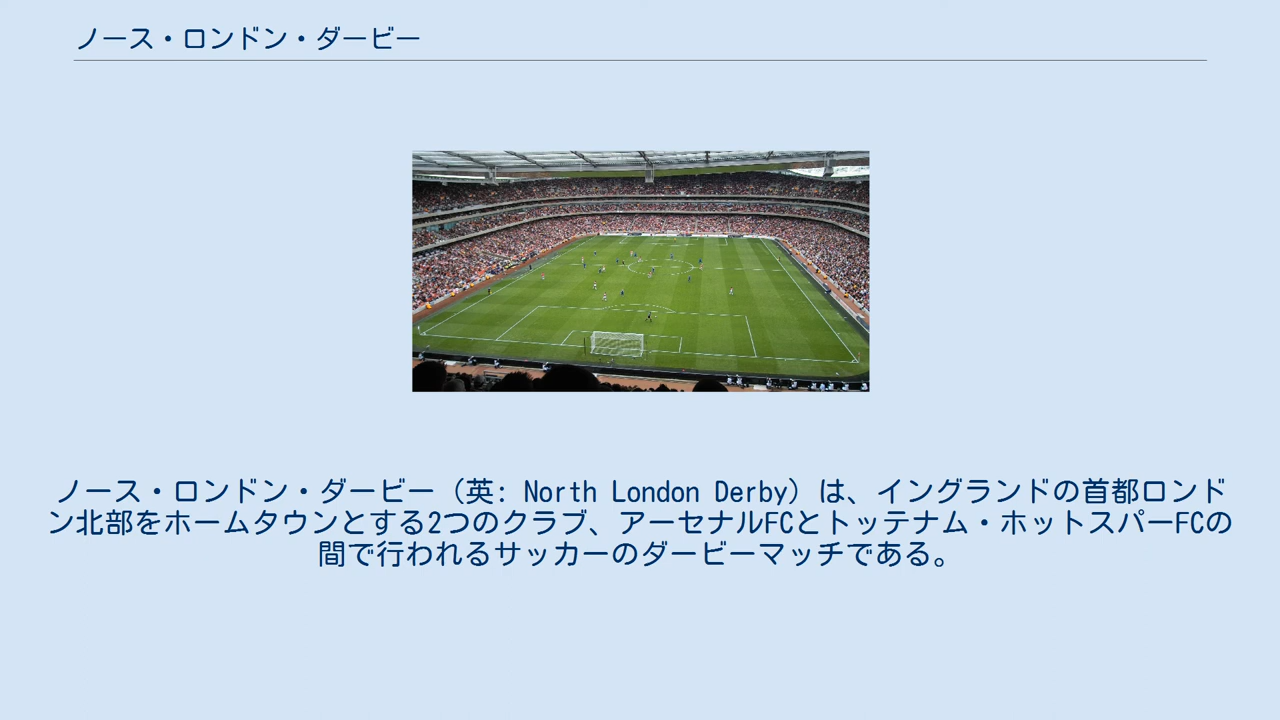 ノース・ロンドン・ダービー
ノース・ロンドン・ダービー（英: North London Derby）は、イングランドの首都ロンド
ン北部をホームタウンとする2つのクラブ、アーセナルFCとトッテナム・ホットスパーFCの
間で行われるサッカーのダービーマッチである。